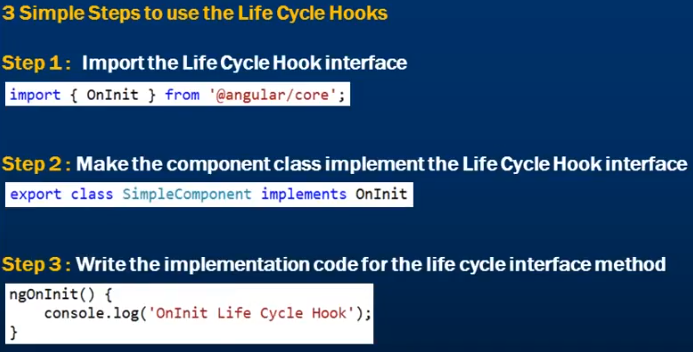 3 Simple Steps to use the Life Cycle Hooks
Step 1 : Import the Life Cycle Hook interface
import { OnInit } from '@angular/core';
Step 2 : Make the component class implement the Life Cycle Hook interface
export class SimpleComponent implements OnInit
Step 3 : Write the implementation code for the life cycle interface method
ngOnInit() {
    console.log('OnInit Life Cycle Hook');
}